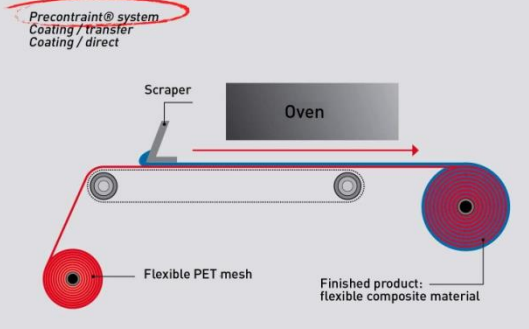 Precontraint® system
Coating / transfer
Coating / direct
Scraper
Oven
Flexible PET mesh
Finished product:
flexible composite material